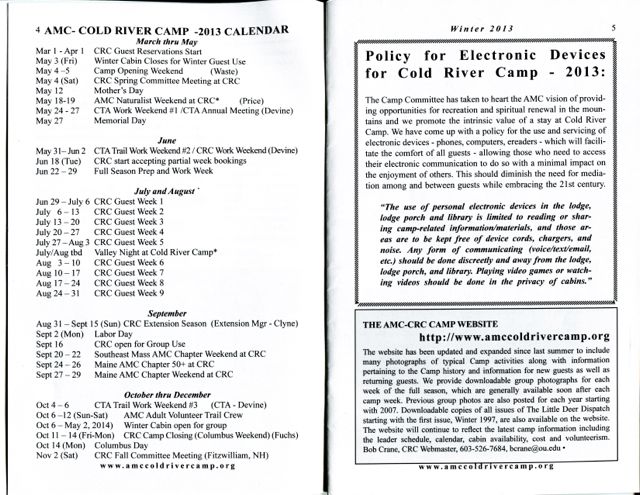 4 AMC- COLD RIVER CAMP -2013 CALENDAR
March thru May
Mar 1 - Apr 1 CRC Guest Reservations Start
May 3 (Fri) Winter Cabin Closes for Winter Guest Use
May 4 –5 Camp Opening Weekend (Waste)
May 4 (Sat) CRC Spring Committee Meeting at CRC
May 12 Mother's Day
May 18-19 AMC Naturalist Weekend at CRC* (Price)
May 24 - 27 CTA Work Weekend #1 /CTA Annual Meeting (Devine)
May 27 Memorial Day
June
May 31– Jun 2 CTA Trail Work Weekend #2 / CRC Work Weekend (Devine)
Jun 18 (Tue) CRC start accepting partial week bookings
Jun 22 – 29 Full Season Prep and Work Week
July and August
Jun 29 – July 6 CRC Guest Week 1
July 6 – 13 CRC Guest Week 2
July 13 – 20 CRC Guest Week 3
July 20 – 27 CRC Guest Week 4
July 27 – Aug 3 CRC Guest Week 5
July/Aug tbd Valley Night at Cold River Camp*
Aug 3 – 10 CRC Guest Week 6
Aug 10 – 17 CRC Guest Week 7
Aug 17 – 24 CRC Guest Week 8
Aug 24 – 31 CRC Guest Week 9
September
Aug 31 – Sept 15 (Sun) CRC Extension Season (Extension Mgr - Clyne)
Sept 2 (Mon) Labor Day
Sept 16 CRC open for Group Use
Sept 20 – 22 Southeast Mass AMC Chapter Weekend at CRC
Sept 24 – 26 Maine AMC Chapter 50+ at CRC
Sept 27 – 29 Maine AMC Chapter Weekend at CRC
October thru December
Oct 4 – 6 CTA Trail Work Weekend #3 (CTA - Devine)
Oct 6 –12 (Sun-Sat) AMC Adult Volunteer Trail Crew
Oct 6 – May 2, 2014) Winter Cabin open for group
Oct 11 – 14 (Fri-Mon) CRC Camp Closing (Columbus Weekend) (Fuchs)
Oct 14 (Mon) Columbus Day
Nov 2 (Sat) CRC Fall Committee Meeting (Fitzwilliam, NH)
www.amccoldrivercamp.org
Winter 2013 5
Policy for Electronic Devices
for Cold River Camp - 2013:
The Camp Committee has taken to heart the AMC vision of provid-
ing opportunities for recreation and spiritual renewal in the moun-
tains and we promote the intrinsic value of a stay at Cold River
Camp. We have come up with a policy for the use and servicing of
electronic devices - phones, computers, ereaders - which will facili-
tate the comfort of all guests - allowing those who need to access
their electronic communication to do so with a minimal impact on
the enjoyment of others. This should diminish the need for media-
tion among and between guests while embracing the 21st century.
"The use of personal electronic devices in the lodge,
lodge porch and library is limited to reading or shar-
ing camp-related information/materials, and those ar-
eas are to be kept free of device cords, chargers, and
noise. Any form of communicating (voice/text/email,
etc.) should be done discreetly and away from the lodge,
lodge porch, and library. Playing video games or watch-
ing videos should be done in the privacy of cabins."
THE AMC-CRC CAMP WEBSITE
http://www.amccoldrivercamp.org
The website has been updated and expanded since last summer to include
many photographs of typical Camp activities along with information
pertaining to the Camp history and information for new guests as well as
returning guests. We provide downloadable group photographs for each
week of the full season, which are generally available soon after each
camp week. Previous group photos are also posted for each year starting
with 2007. Downloadable copies of all issues of The Little Deer Dispatch
starting with the first issue, Winter 1997, are also available on the website.
The website will continue to reflect the latest camp information including
the leader schedule, calendar, cabin availability, cost and volunteerism.
Bob Crane, CRC Webmaster, 603-526-7684, bcrane@ou.edu •
www.amccoldrivercamp.org